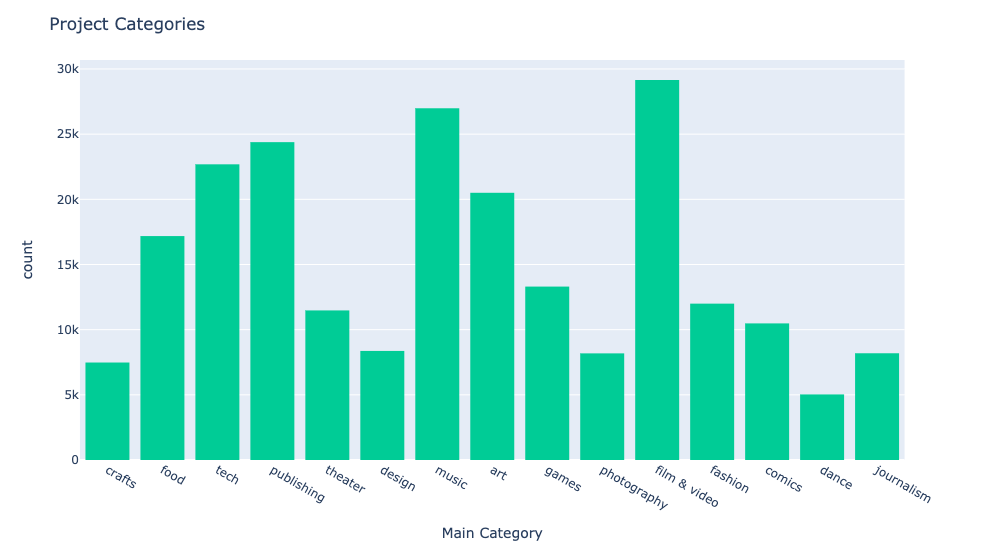 Project Categories
30k
25k
20k
15k
10k
5k
0
count
crafts
food
tech
publishing
theater
design
music
art
games
photography
film & video
fashion
comics
dance
journalism
Main Category